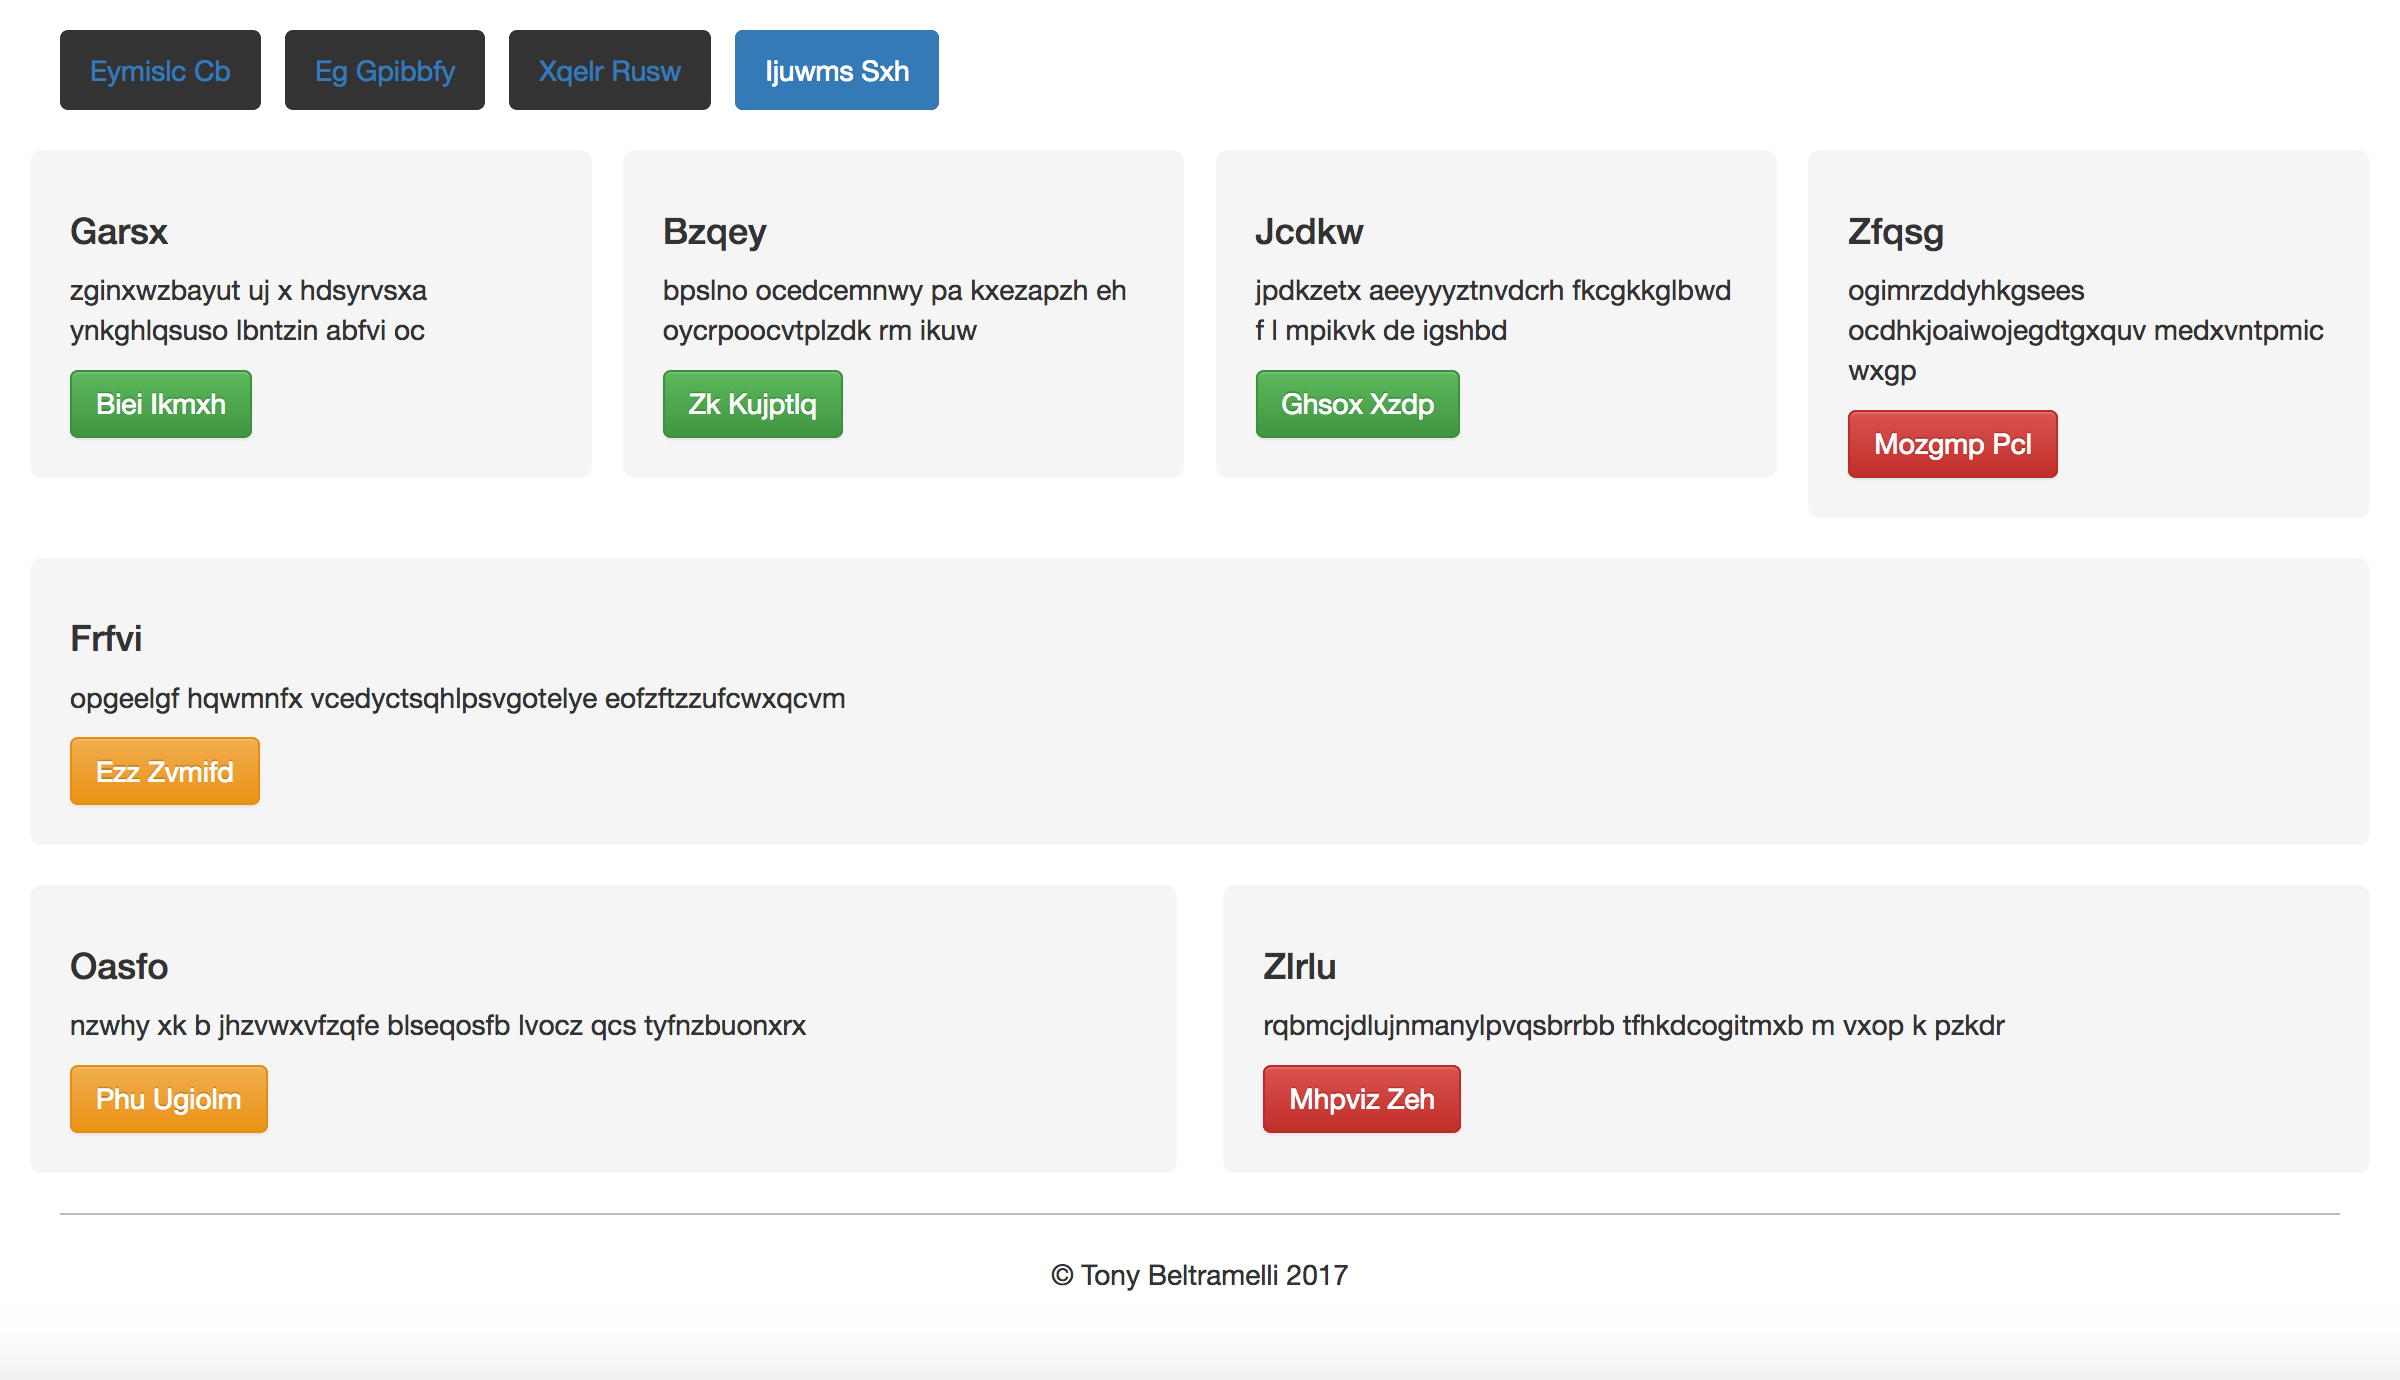 Eymislc Cb
Eg Gpibbfy
Xqelr Rusw
Ijuwms Sxh
Garsx
zginxwzbayut uj x hdsyrvsxa
ynkghlqsuso lbntzin abfvi oc
Biei Ikmxh
Bzqey
bpslno ocedcemnwy pa kxezapzh eh
oycrpoocvtplzdk rm ikuw
Zk Kujptlq
Jcdkw
jpdkzetx aeeyyyztnvdcrh fkcgkkglbwd
f l mpikvk de igshbd
Ghsox Xzdp
Zfqsg
ogimrzddyhkgsees
ocdhkjoaiwojegdtgxquv medxvntpmic
wxgp
Mozgmp Pcl
Frfvi
opgeelgf hqwmnfx vcedyctsqhlpsvgotelye eofzftzzufcwxqcvm
Ezz Zvmifd
Oasfo
nzwhy xk b jhzvwxvfzqfe blseqosfb lvocz qcs tyfnzbuonxrx
Phu Ugiolm
Zlrlu
rqbmcjdlujnmanylpvqsbrrbb tfhkdcogitmxb m vxop k pzkdr
Mhpviz Zeh
© Tony Beltramelli 2017